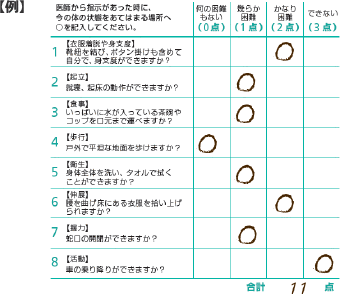 【例】
医師から指示があった時に、
今の体の状態をあてはまる場所へ
○を記入してください。
何の困難
もない
(0点)
幾らか
困難
(1点)
かなり
困難
(2点)
できない
(3点)
1
【衣服着脱や身支度】
靴紐を結び、ボタン掛けも含めて
自分で、身支度ができますか？
2
【起立】
就寝、起床の動作ができますか？
3
【食事】
いっぱいに水が入っている茶碗や
コップを口元まで運べますか？
4
【歩行】
戸外で平坦な地面を歩けますか？
5
【衛生】
身体全体を洗い、タオルで拭く
ことができますか？
6
【伸展】
腰を曲げ床にある衣服を拾い上げ
られますか？
7
【握力】
蛇口の開閉ができますか？
8
【活動】
車の乗り降りができますか？
合計 11 点